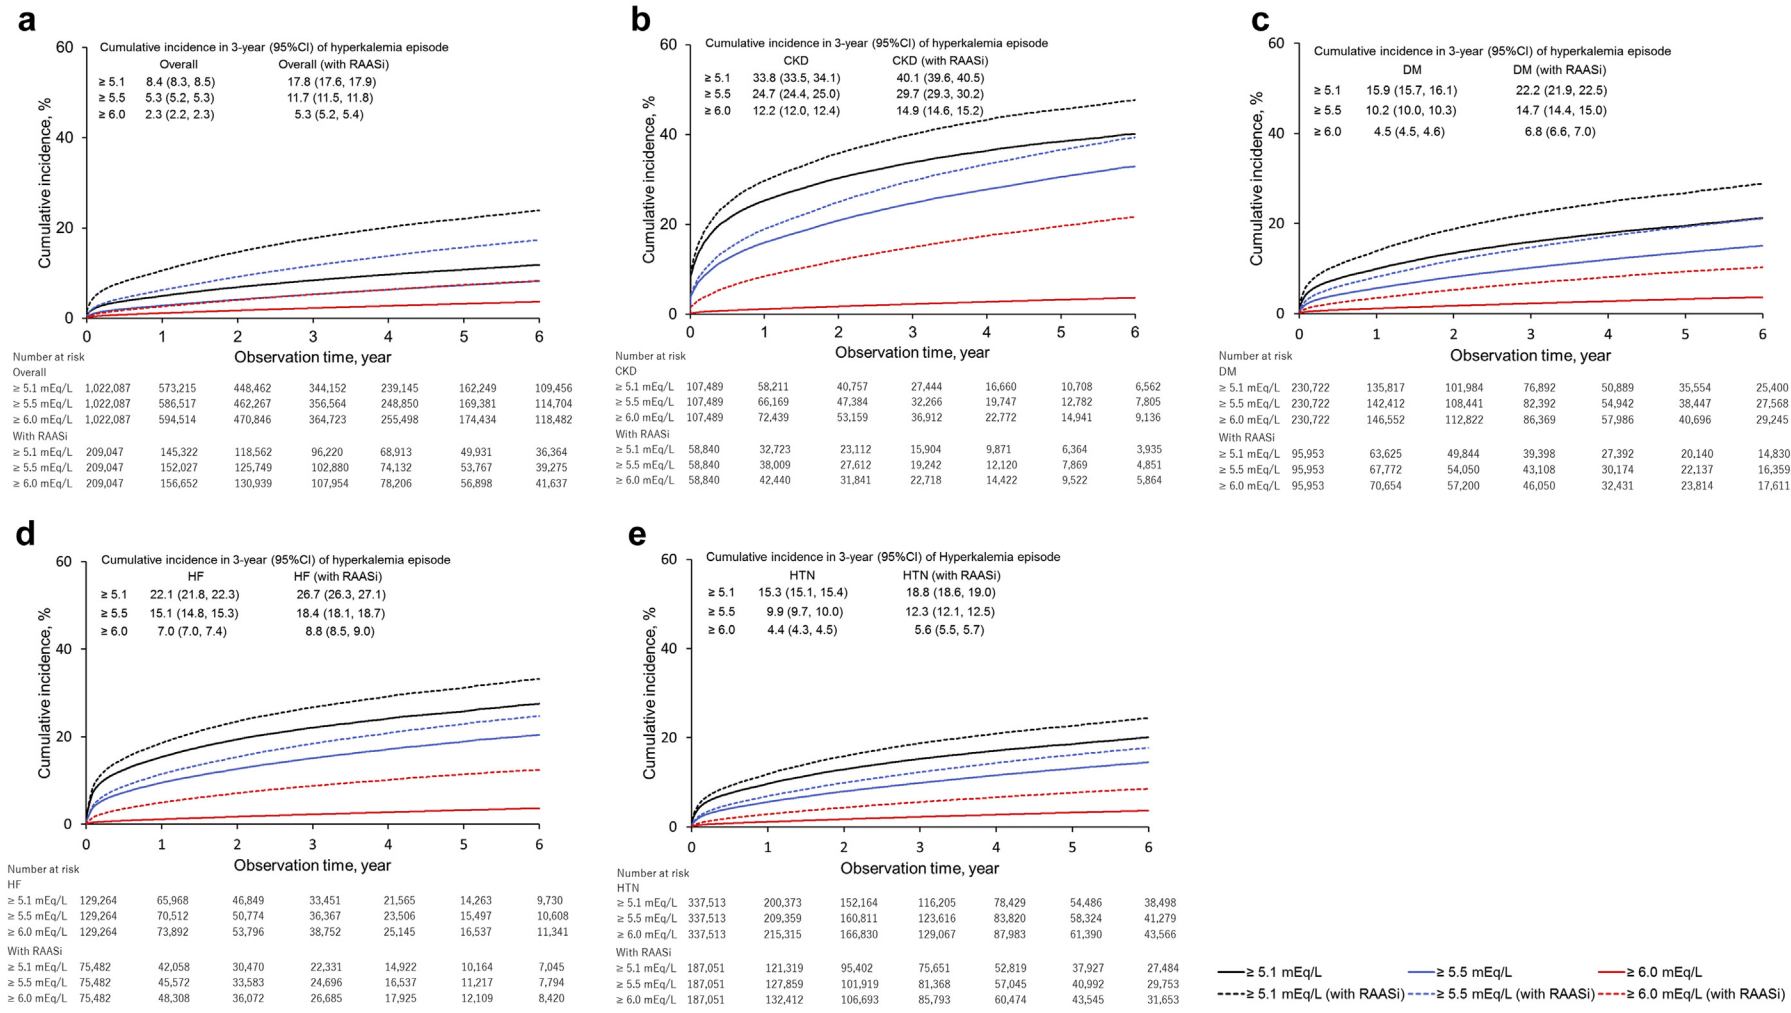 a
Cumulative incidence in 3-year (95%CI) of hyperkalemia episode
Overall Overall (with RAASi)
≥ 5.1 8.4 (8.3, 8.5) 17.8 (17.6, 17.9)
≥ 5.5 5.3 (5.2, 5.3) 11.7 (11.5, 11.8)
≥ 6.0 2.3 (2.2, 2.3) 5.3 (5.2, 5.4)
Cumulative incidence, %
60
40
20
0
0 1 2 3 4 5 6
Observation time, year
Number at risk
Overall
≥ 5.1 mEq/L 1,022,087 573,215 448,462 344,152 239,145 162,249 109,456
≥ 5.5 mEq/L 1,022,087 586,517 462,267 356,564 248,850 169,381 114,704
≥ 6.0 mEq/L 1,022,087 594,514 470,846 364,723 255,498 174,434 118,482
With RAASi
≥ 5.1 mEq/L 209,047 145,322 118,562 96,220 68,913 49,931 36,364
≥ 5.5 mEq/L 209,047 152,027 125,749 102,880 74,132 53,767 39,275
≥ 6.0 mEq/L 209,047 156,652 130,939 107,954 78,206 56,898 41,637
b
Cumulative incidence in 3-year (95%CI) of hyperkalemia episode
CKD CKD (with RAASi)
≥ 5.1 33.8 (33.5, 34.1) 40.1 (39.6, 40.5)
≥ 5.5 24.7 (24.4, 25.0) 29.7 (29.3, 30.2)
≥ 6.0 12.2 (12.0, 12.4) 14.9 (14.6, 15.2)
Cumulative incidence, %
60
40
20
0
0 1 2 3 4 5 6
Observation time, year
Number at risk
CKD
≥ 5.1 mEq/L 107,489 58,211 40,757 27,444 16,660 10,708 6,562
≥ 5.5 mEq/L 107,489 66,169 47,384 32,266 19,747 12,782 7,805
≥ 6.0 mEq/L 107,489 72,439 53,159 36,912 22,772 14,941 9,136
With RAASi
≥ 5.1 mEq/L 58,840 32,723 23,112 15,904 9,871 6,364 3,935
≥ 5.5 mEq/L 58,840 38,009 27,612 19,242 12,120 7,869 4,851
≥ 6.0 mEq/L 58,840 42,440 31,841 22,718 14,422 9,522 5,864
c
Cumulative incidence in 3-year (95%CI) of hyperkalemia episode
DM DM (with RAASi)
≥ 5.1 15.9 (15.7, 16.1) 22.2 (21.9, 22.5)
≥ 5.5 10.2 (10.0, 10.3) 14.7 (14.4, 15.0)
≥ 6.0 4.5 (4.5, 4.6) 6.8 (6.6, 7.0)
Cumulative incidence, %
60
40
20
0
0 1 2 3 4 5 6
Observation time, year
Number at risk
DM
≥ 5.1 mEq/L 230,722 135,817 101,984 76,892 50,889 35,554 25,400
≥ 5.5 mEq/L 230,722 142,412 108,441 82,392 54,942 38,447 27,568
≥ 6.0 mEq/L 230,722 146,552 112,822 86,369 57,986 40,696 29,245
With RAASi
≥ 5.1 mEq/L 95,953 63,625 49,844 39,398 27,392 20,140 14,830
≥ 5.5 mEq/L 95,953 67,772 54,050 43,108 30,174 22,137 16,359
≥ 6.0 mEq/L 95,953 70,654 57,200 46,050 32,431 23,814 17,611
d
Cumulative incidence in 3-year (95%CI) of hyperkalemia episode
HF HF (with RAASi)
≥ 5.1 22.1 (21.8, 22.3) 26.7 (26.3, 27.1)
≥ 5.5 15.1 (14.8, 15.3) 18.4 (18.1, 18.7)
≥ 6.0 7.0 (7.0, 7.4) 8.8 (8.5, 9.0)
Cumulative incidence, %
60
40
20
0
0 1 2 3 4 5 6
Observation time, year
Number at risk
HF
≥ 5.1 mEq/L 129,264 65,968 46,849 33,451 21,565 14,263 9,730
≥ 5.5 mEq/L 129,264 70,512 50,774 36,367 23,506 15,497 10,608
≥ 6.0 mEq/L 129,264 73,892 53,796 38,752 25,145 16,537 11,341
With RAASi
≥ 5.1 mEq/L 75,482 42,058 30,470 22,331 14,922 10,164 7,045
≥ 5.5 mEq/L 75,482 45,572 33,583 24,696 16,537 11,217 7,794
≥ 6.0 mEq/L 75,482 48,308 36,072 26,685 17,925 12,109 8,420
e
Cumulative incidence in 3-year (95%CI) of Hyperkalemia episode
HTN HTN (with RAASi)
≥ 5.1 15.3 (15.1, 15.4) 18.8 (18.6, 19.0)
≥ 5.5 9.9 (9.7, 10.0) 12.3 (12.1, 12.5)
≥ 6.0 4.4 (4.3, 4.5) 5.6 (5.5, 5.7)
Cumulative incidence, %
60
40
20
0
0 1 2 3 4 5 6
Observation time, year
Number at risk
HTN
≥ 5.1 mEq/L 337,513 200,373 152,164 116,205 78,429 54,486 38,498
≥ 5.5 mEq/L 337,513 209,359 160,811 123,616 83,820 58,324 41,279
≥ 6.0 mEq/L 337,513 215,315 166,830 129,067 87,983 61,390 43,566
With RAASi
≥ 5.1 mEq/L 187,051 121,319 95,402 75,651 52,819 37,927 27,484
≥ 5.5 mEq/L 187,051 127,859 101,919 81,368 57,045 40,992 29,753
≥ 6.0 mEq/L 187,051 132,412 106,693 85,793 60,474 43,545 31,653
≥ 5.1 mEq/L ≥ 5.5 mEq/L ≥ 6.0 mEq/L
≥ 5.1 mEq/L (with RAASi) ≥ 5.5 mEq/L (with RAASi) ≥ 6.0 mEq/L (with RAASi)